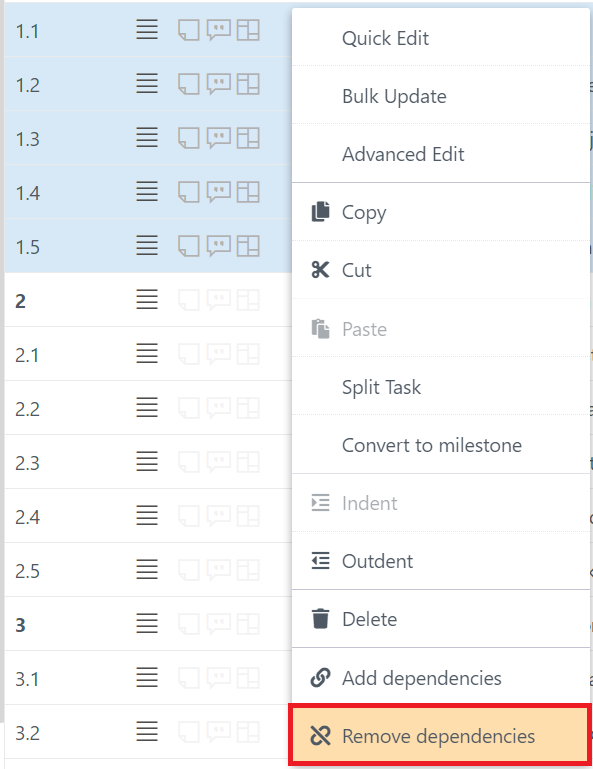 1.1
Quick Edit
1.2
Bulk Update
1.3
Advanced Edit
1.4
Copy
1.5
Cut
2
Paste
2.1
Split Task
2.2
Convert to milestone
2.3
Indent
2.4
Outdent
2.5
Delete
3
Add dependencies
3.1
Remove dependencies
3.2